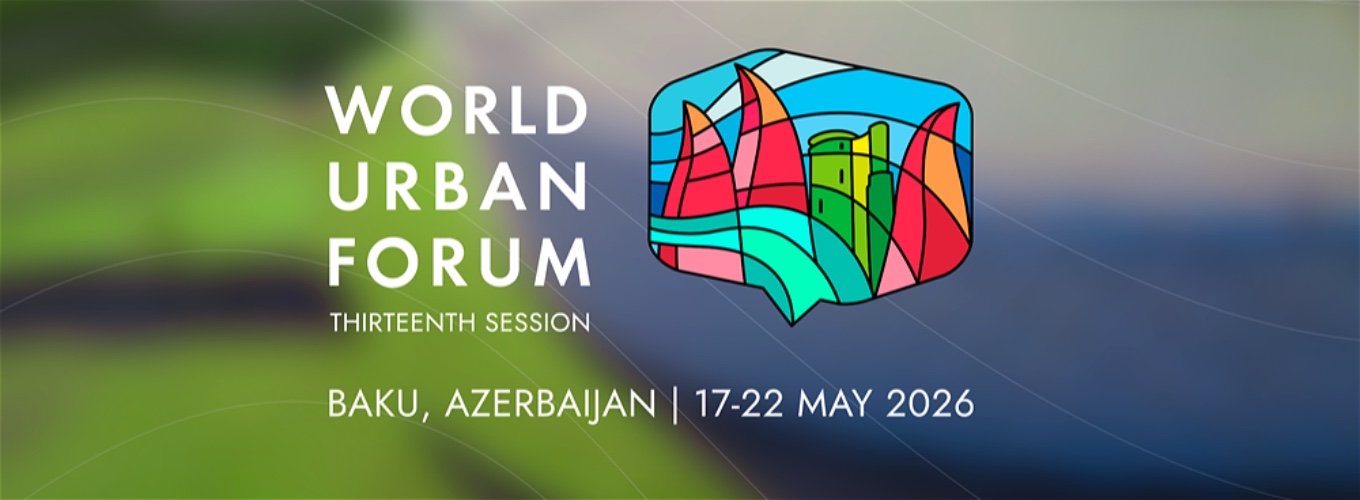 WORLD
URBAN
FORUM
THIRTEENTH SESSION
BAKU, AZERBAIJAN | 17-22 MAY 2026